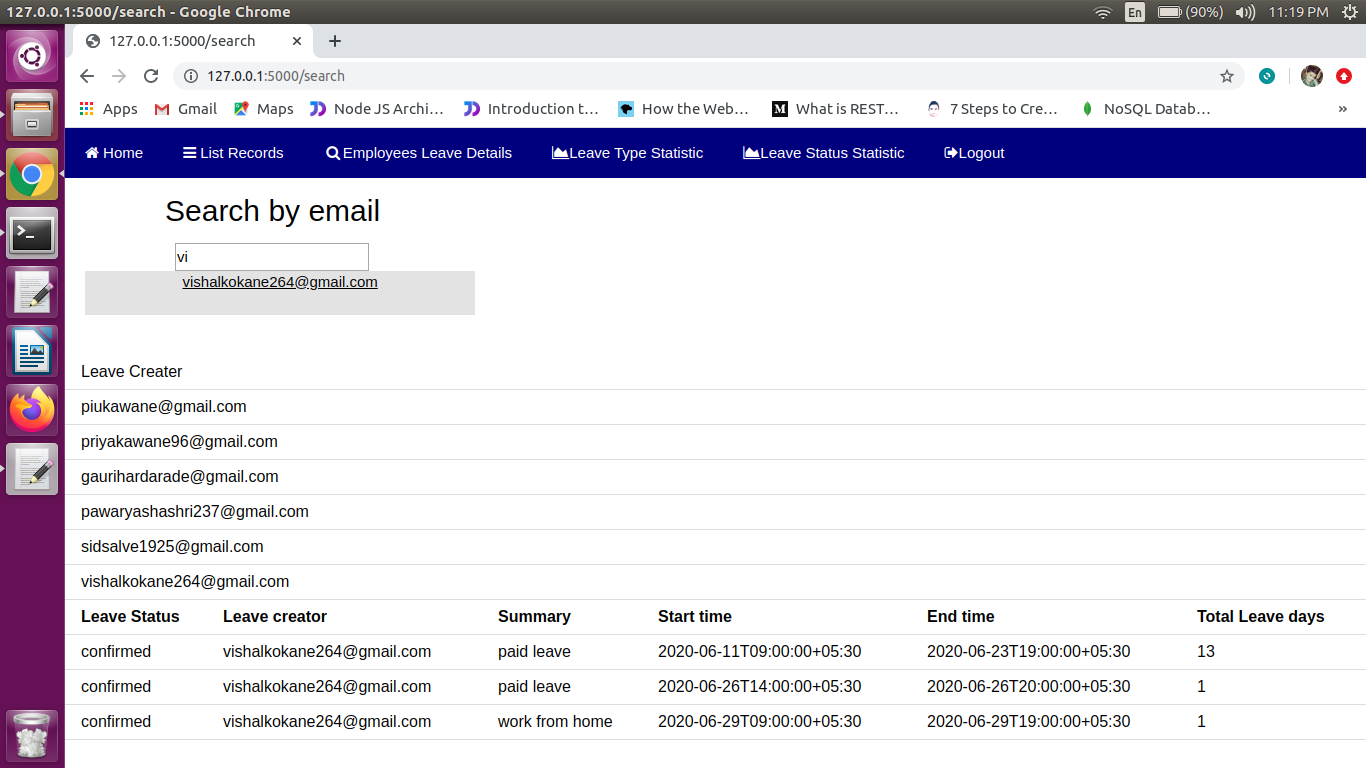 127.0.0.1:5000/search - Google Chrome En (90%) 11:19 PM
127.0.0.1:5000/search
127.0.0.1:5000/search
Apps Gmail Maps Node JS Archi... Introduction t... How the Web... What is REST... 7 Steps to Cre... NoSQL Datab... »
Home List Records Employees Leave Details Leave Type Statistic Leave Status Statistic Logout
Search by email
vi
vishalkokane264@gmail.com
Leave Creater
piukawane@gmail.com
priyakawane96@gmail.com
gaurihardarade@gmail.com
pawaryashashri237@gmail.com
sidsalve1925@gmail.com
vishalkokane264@gmail.com
Leave Status Leave creator Summary Start time End time Total Leave days
confirmed vishalkokane264@gmail.com paid leave 2020-06-11T09:00:00+05:30 2020-06-23T19:00:00+05:30 13
confirmed vishalkokane264@gmail.com paid leave 2020-06-26T14:00:00+05:30 2020-06-26T20:00:00+05:30 1
confirmed vishalkokane264@gmail.com work from home 2020-06-29T09:00:00+05:30 2020-06-29T19:00:00+05:30 1